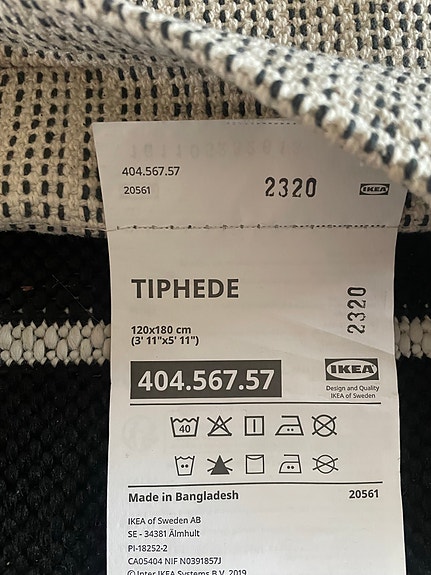 404.567.57
20561 2320 IKEA
TIPHEDE
2320
120x180 cm
(3' 11"x5' 11")
404.567.57
IKEA
Design and Quality
IKEA of Sweden
40
Made in Bangladesh 20561
IKEA of Sweden AB
SE - 34381 Älmhult
PI-18252-2
CA05404 NIF N0391857J
© Inter IKEA Systems B.V. 2019